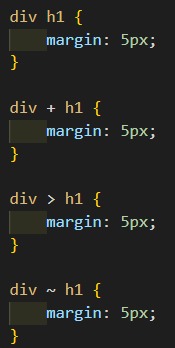 div h1 {
    margin: 5px;
}

div + h1 {
    margin: 5px;
}

div > h1 {
    margin: 5px;
}

div ~ h1 {
    margin: 5px;
}